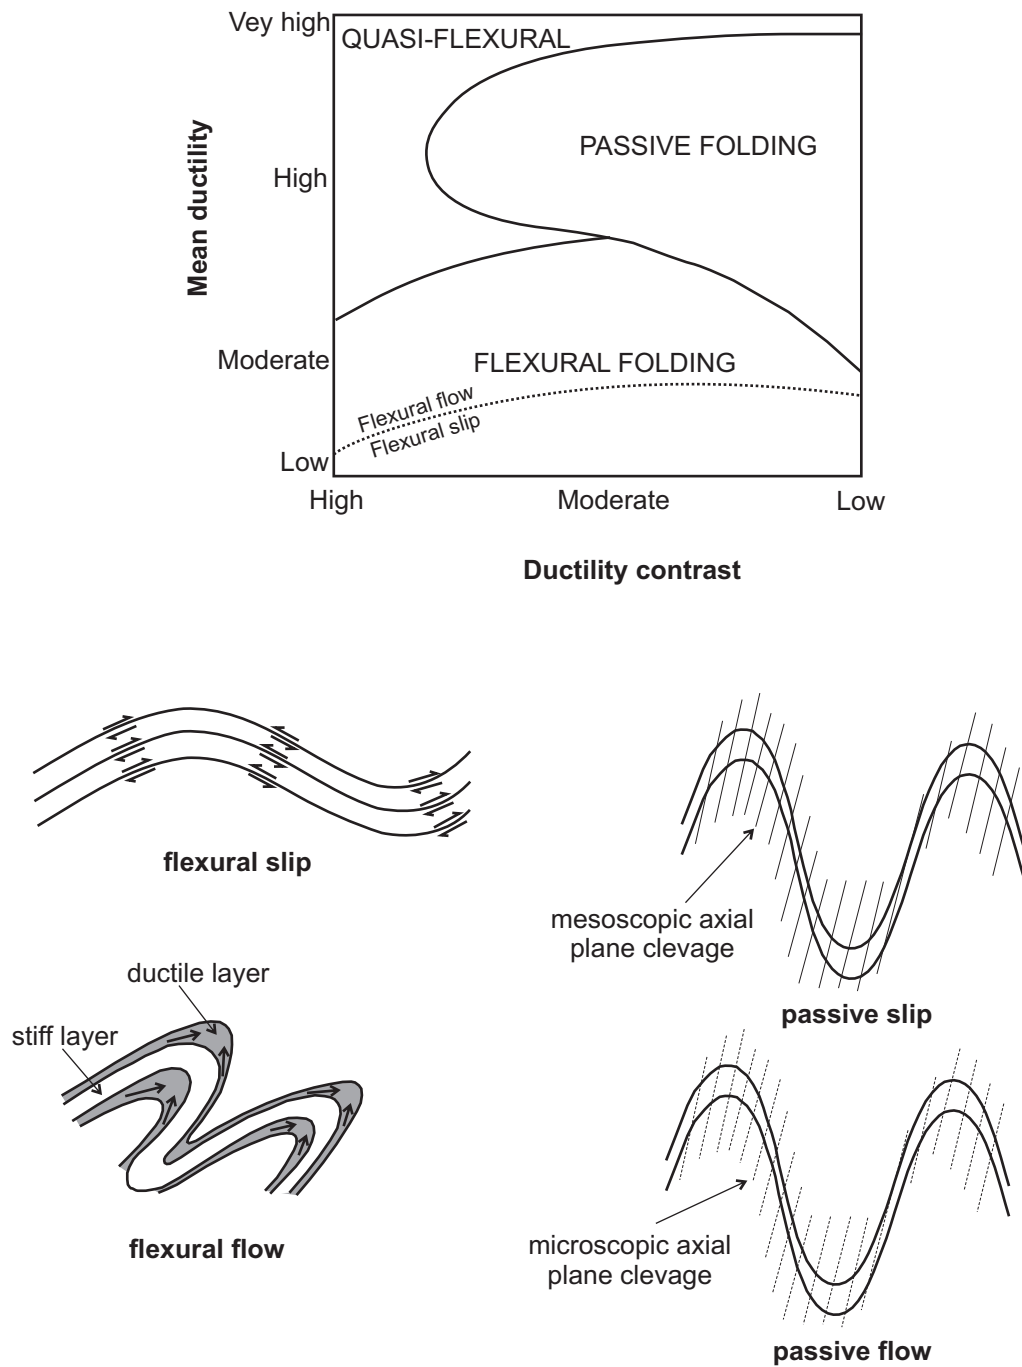 Vey high
QUASI-FLEXURAL
PASSIVE FOLDING
High
Mean ductility
Moderate
FLEXURAL FOLDING
Flexural flow
Flexural slip
Low
High
Moderate
Low
Ductility contrast
flexural slip
mesoscopic axial
plane clevage
passive slip
ductile layer
stiff layer
flexural flow
microscopic axial
plane clevage
passive flow